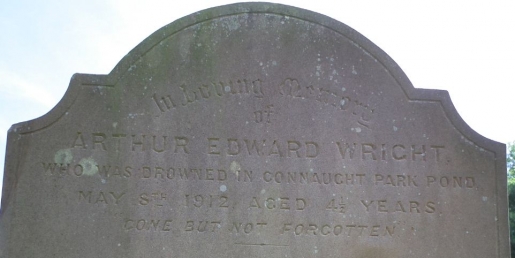 In Loving Memory
of
ARTHUR EDWARD WRIGHT,
WHO WAS DROWNED IN CONNAUGHT PARK POND
MAY 8TH 1912, AGED 4½ YEARS.
GONE BUT NOT FORGOTTEN